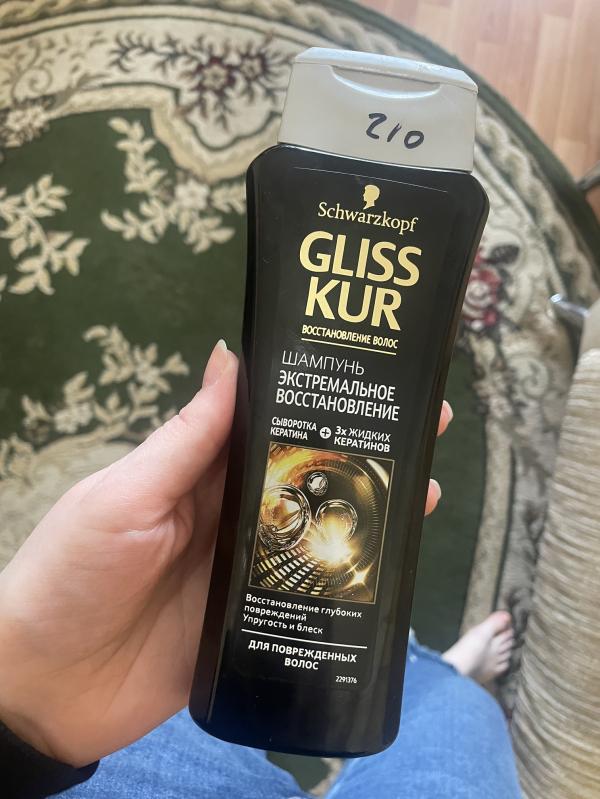 210
Schwarzkopf
GLISS
KUR
ВОССТАНОВЛЕНИЕ ВОЛОС
ШАМПУНЬ
ЭКСТРЕМАЛЬНОЕ
ВОССТАНОВЛЕНИЕ
СЫВОРОТКА
КЕРАТИНА
+
3х ЖИДКИХ
КЕРАТИНОВ
Восстановление глубоких
повреждений
Упругость и блеск
ДЛЯ ПОВРЕЖДЕННЫХ
ВОЛОС
2291376